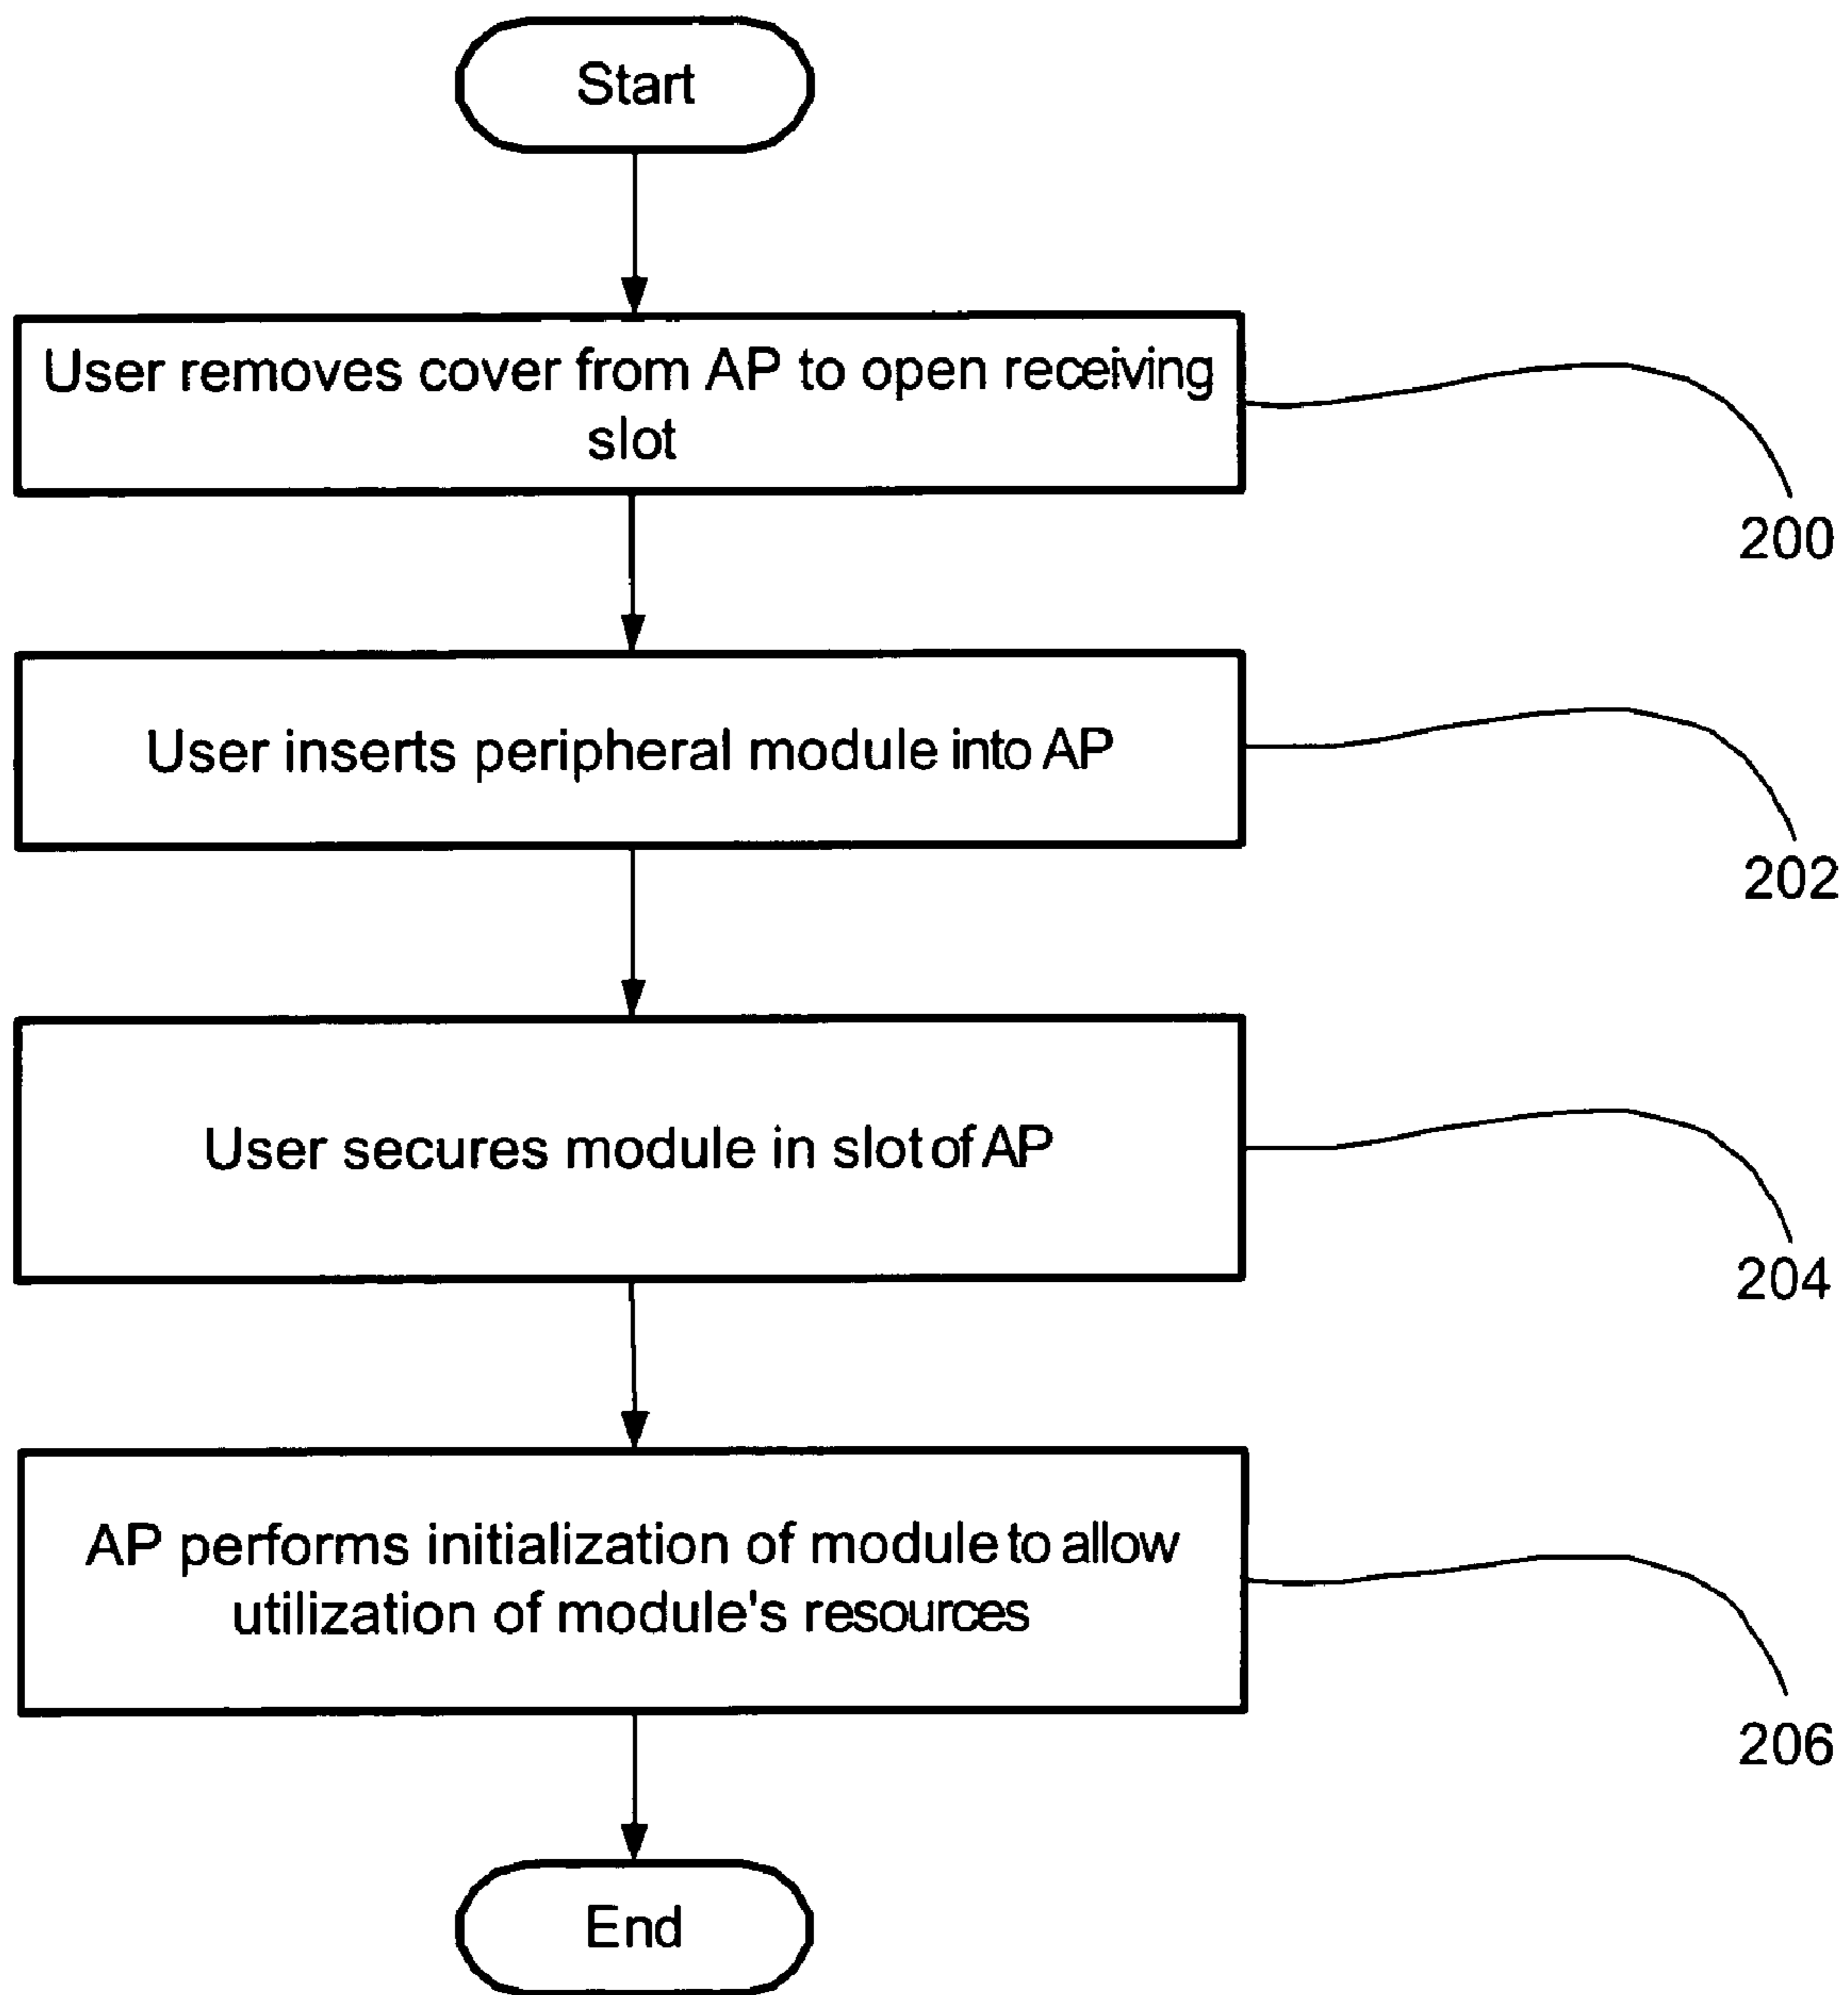 Start
User removes cover from AP to open receiving
slot
200
User inserts peripheral module into AP
202
User secures module in slot of AP
204
AP performs initialization of module to allow
utilization of module's resources
206
End